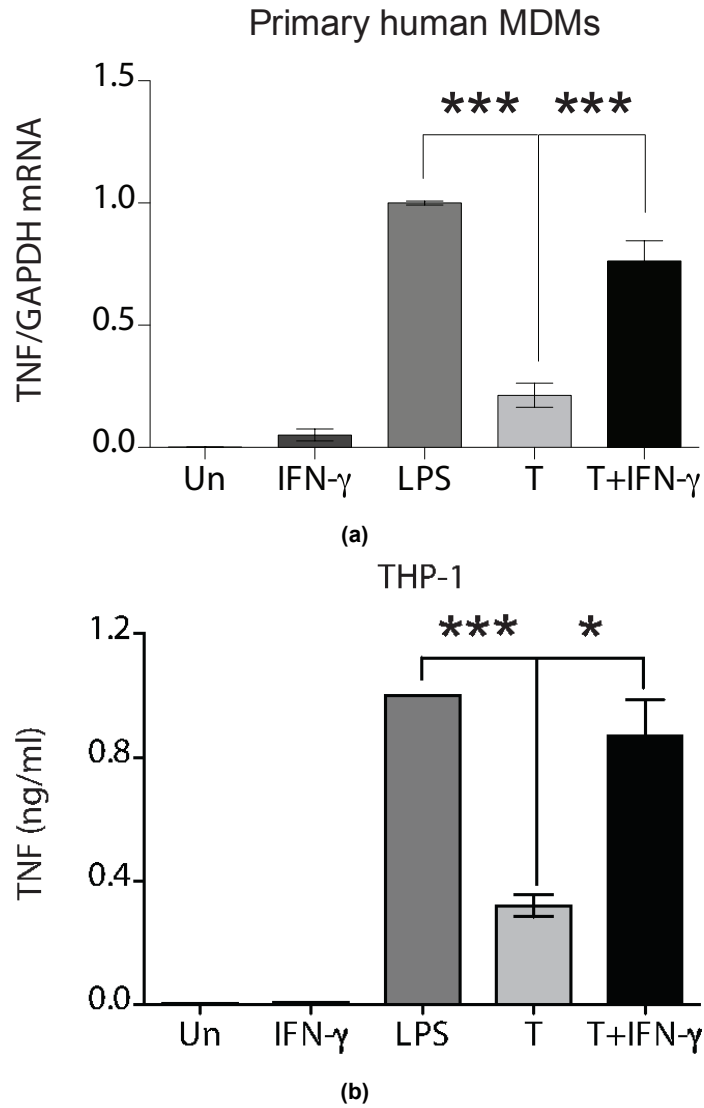 Primary human MDMs
TNF/GAPDH mRNA
1.5
1.0
0.5
0.0
*** ***
Un IFN-γ LPS T T+IFN-γ
(a)
THP-1
TNF (ng/ml)
1.2
0.8
0.4
0.0
*** *
Un IFN-γ LPS T T+IFN-γ
(b)